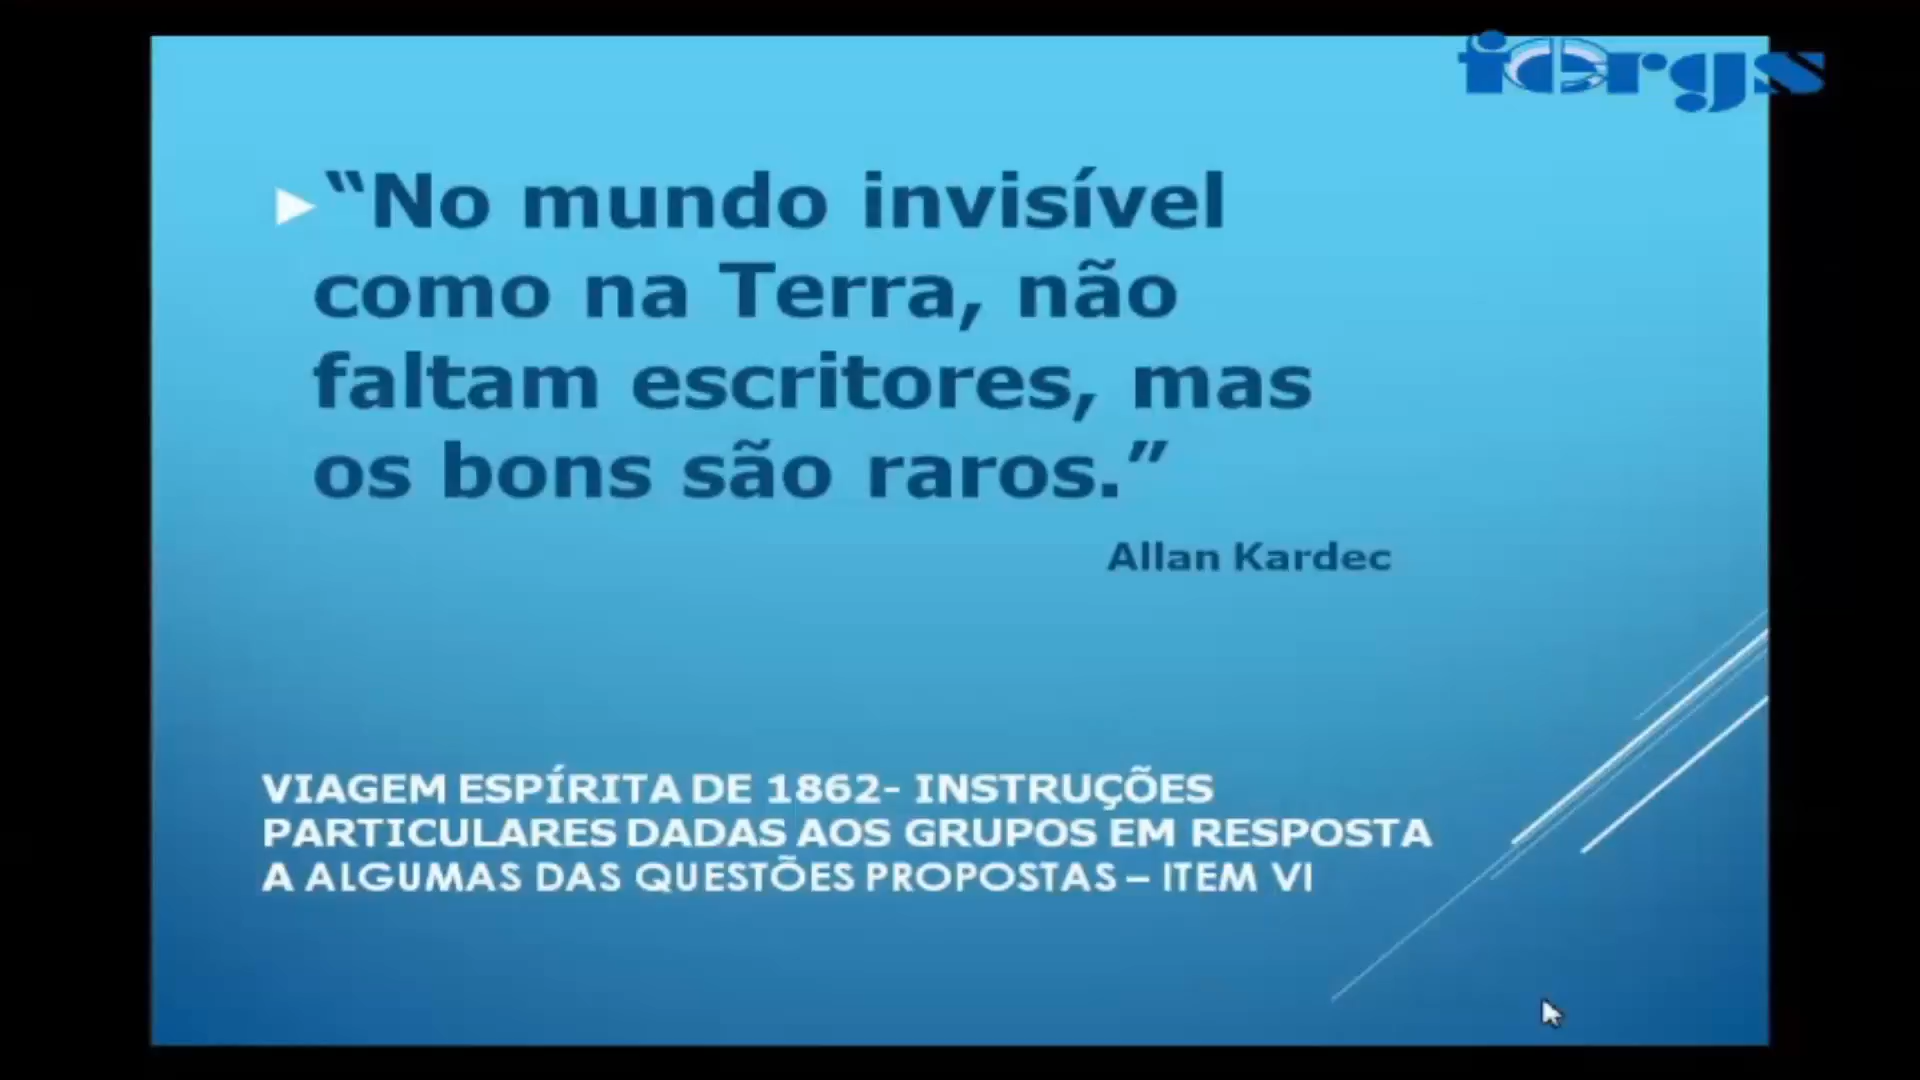 fergs
“No mundo invisível
como na Terra, não
faltam escritores, mas
os bons são raros.”
Allan Kardec
VIAGEM ESPÍRITA DE 1862- INSTRUÇÕES
PARTICULARES DADAS AOS GRUPOS EM RESPOSTA
A ALGUMAS DAS QUESTÕES PROPOSTAS – ITEM VI